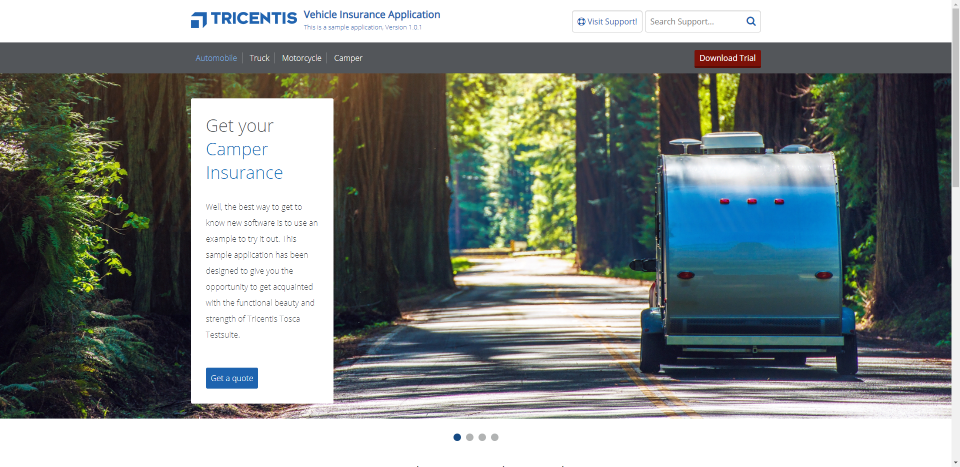 TRICENTIS
Vehicle Insurance Application
This is a sample application. Version 1.0.1
Visit Support!
Search Support...
Automobile
Truck
Motorcycle
Camper
Download Trial
Get your
Camper
Insurance
Well, the best way to get to
know new software is to use an
example to try it out. This
sample application has been
designed to give you the
opportunity to get acquainted
with the functional beauty and
strength of Tricentis Tosca
Testsuite.
Get a quote